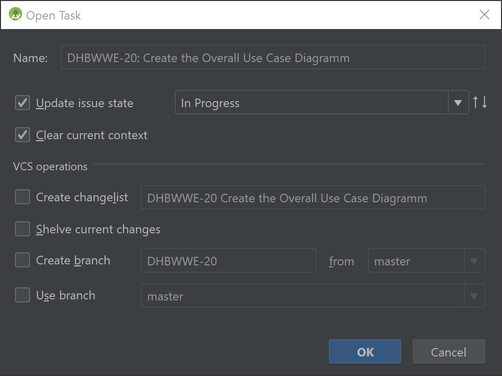 Open Task
Name: DHBWWE-20: Create the Overall Use Case Diagramm
Update issue state In Progress
Clear current context
VCS operations
Create changelist DHBWWE-20 Create the Overall Use Case Diagramm
Shelve current changes
Create branch DHBWWE-20 from master
Use branch master
OK Cancel